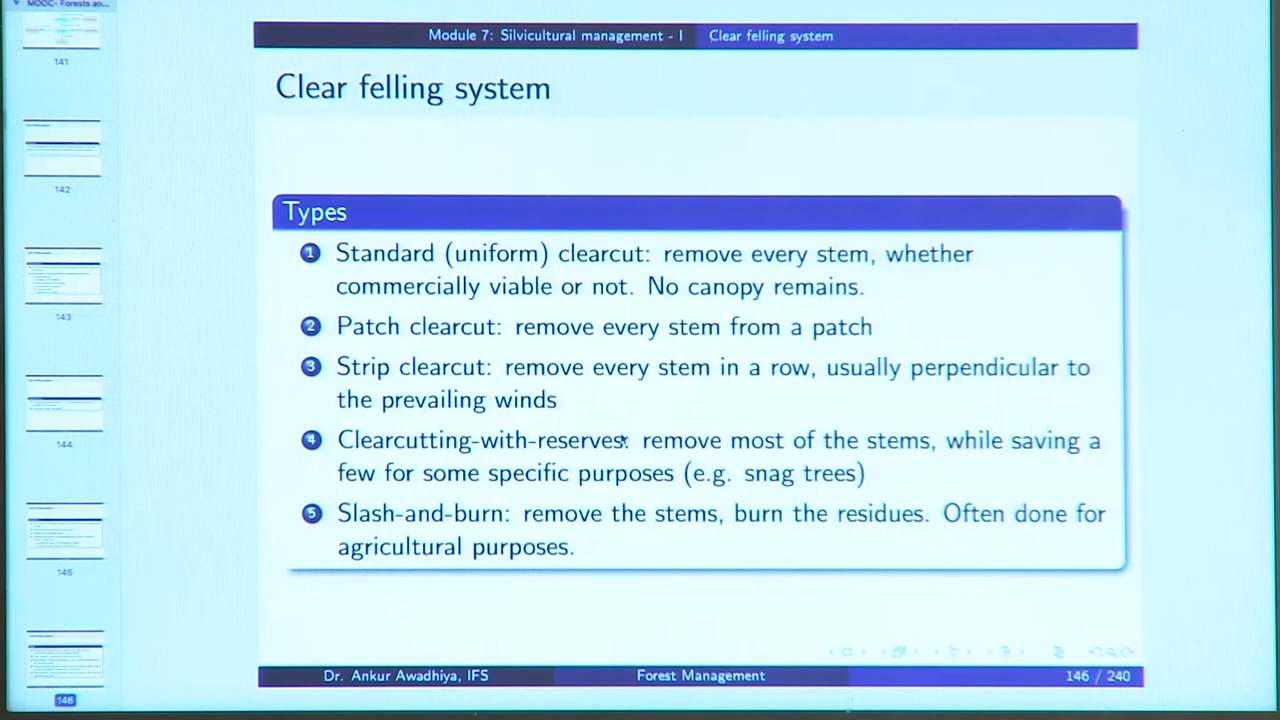 MOOC- Forests an...
141
142
143
144
145
146
Module 7: Silvicultural management - I Clear felling system
Clear felling system
Types
1 Standard (uniform) clearcut: remove every stem, whether
commercially viable or not. No canopy remains.
2 Patch clearcut: remove every stem from a patch
3 Strip clearcut: remove every stem in a row, usually perpendicular to
the prevailing winds
4 Clearcutting-with-reserves: remove most of the stems, while saving a
few for some specific purposes (e.g. snag trees)
5 Slash-and-burn: remove the stems, burn the residues. Often done for
agricultural purposes.
Dr. Ankur Awadhiya, IFS Forest Management 146 / 240